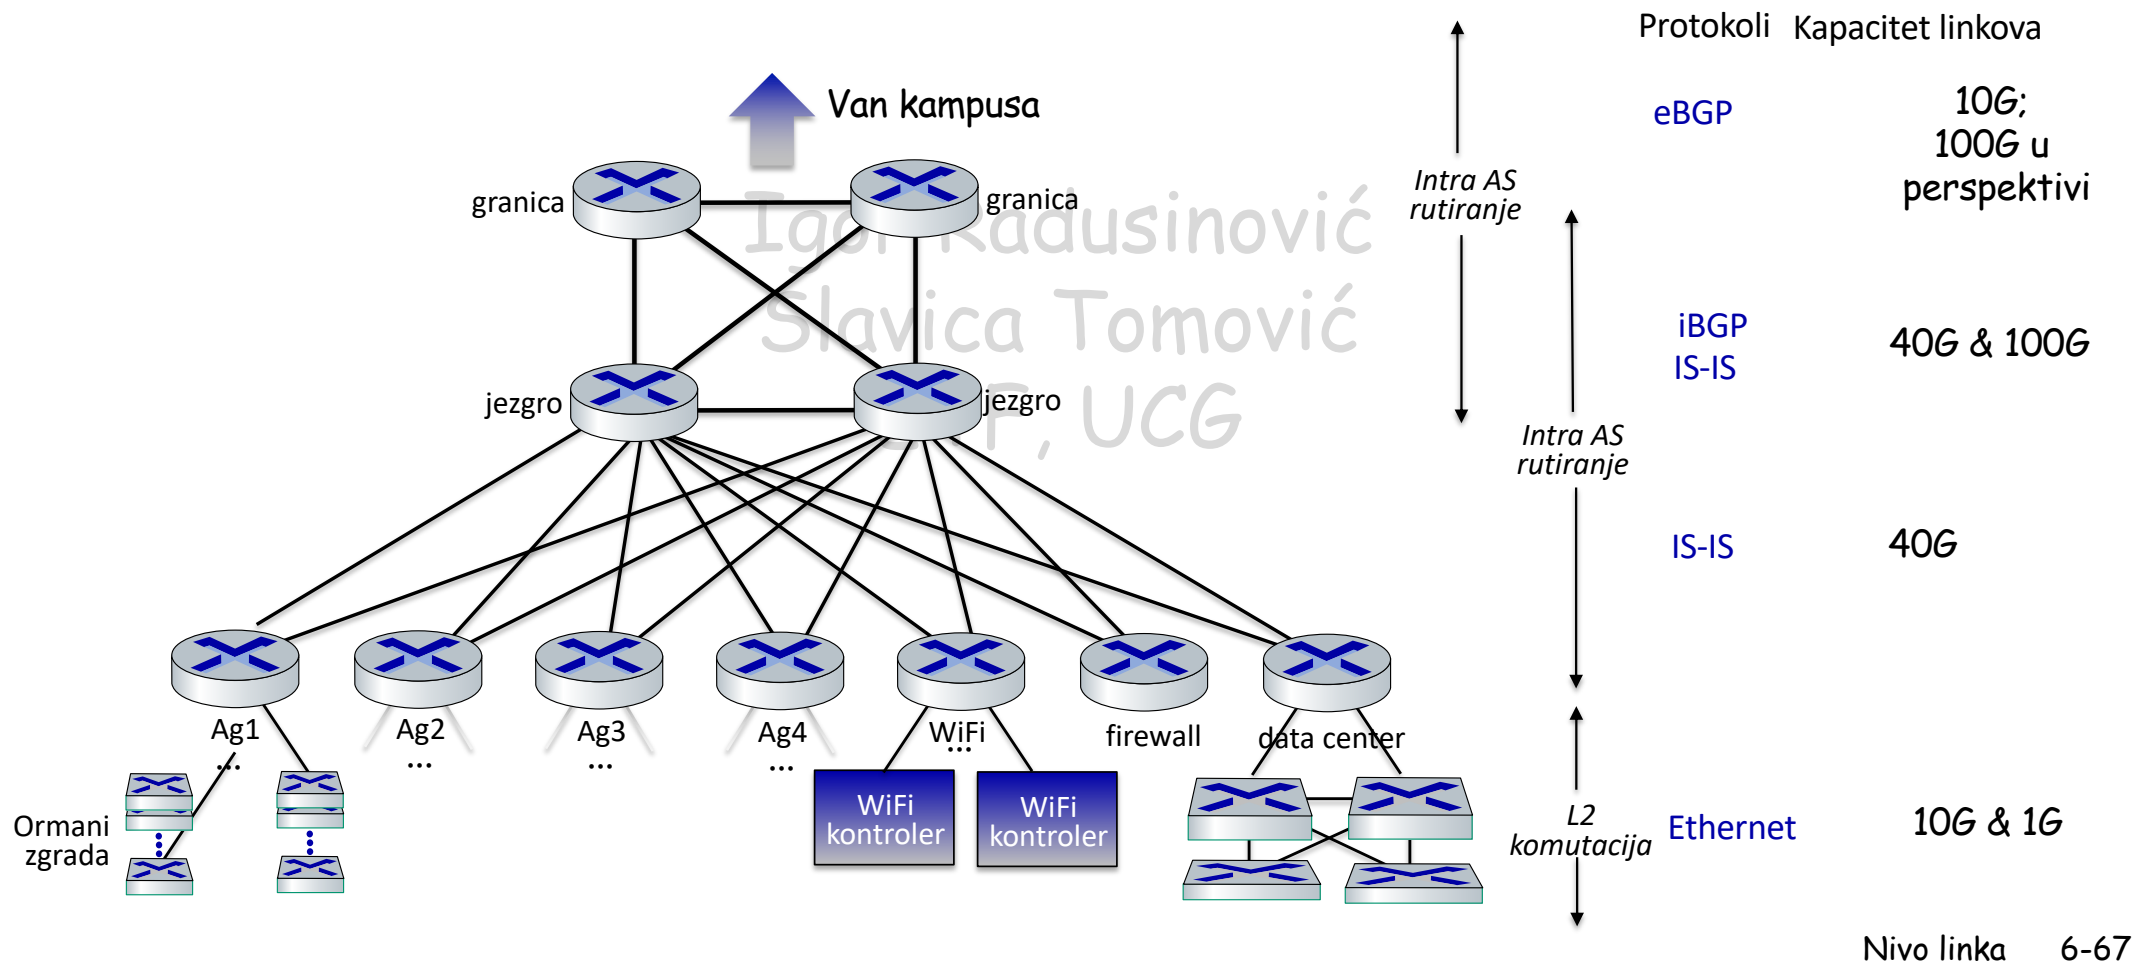 Protokoli Kapacitet linkova
Van kampusa
eBGP
10G;
100G u
perspektivi
granica
granica
Intra AS
rutiranje
Igor Radusinović
Slavica Tomović
F, UCG
iBGP
IS-IS
40G & 100G
jezgro
jezgro
Intra AS
rutiranje
IS-IS
40G
Ag1
...
Ag2
...
Ag3
...
Ag4
...
WiFi
...
firewall
data center
Ormani
zgrada
WiFi
kontroler
WiFi
kontroler
L2
komutacija
Ethernet
10G & 1G
Nivo linka 6-67